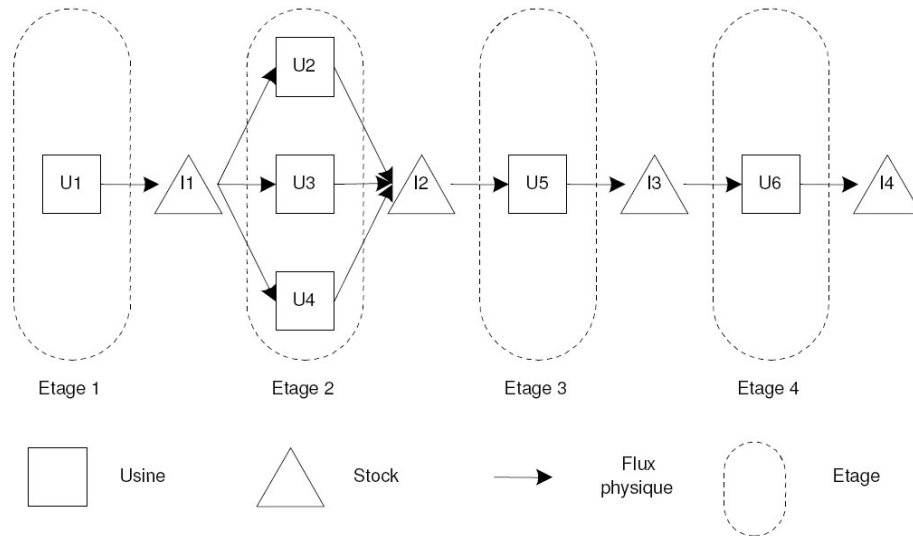 U2
U1
I1
U3
I2
U5
I3
U6
I4
U4
Etage 1
Etage 2
Etage 3
Etage 4
Usine
Stock
Flux
physique
Etage